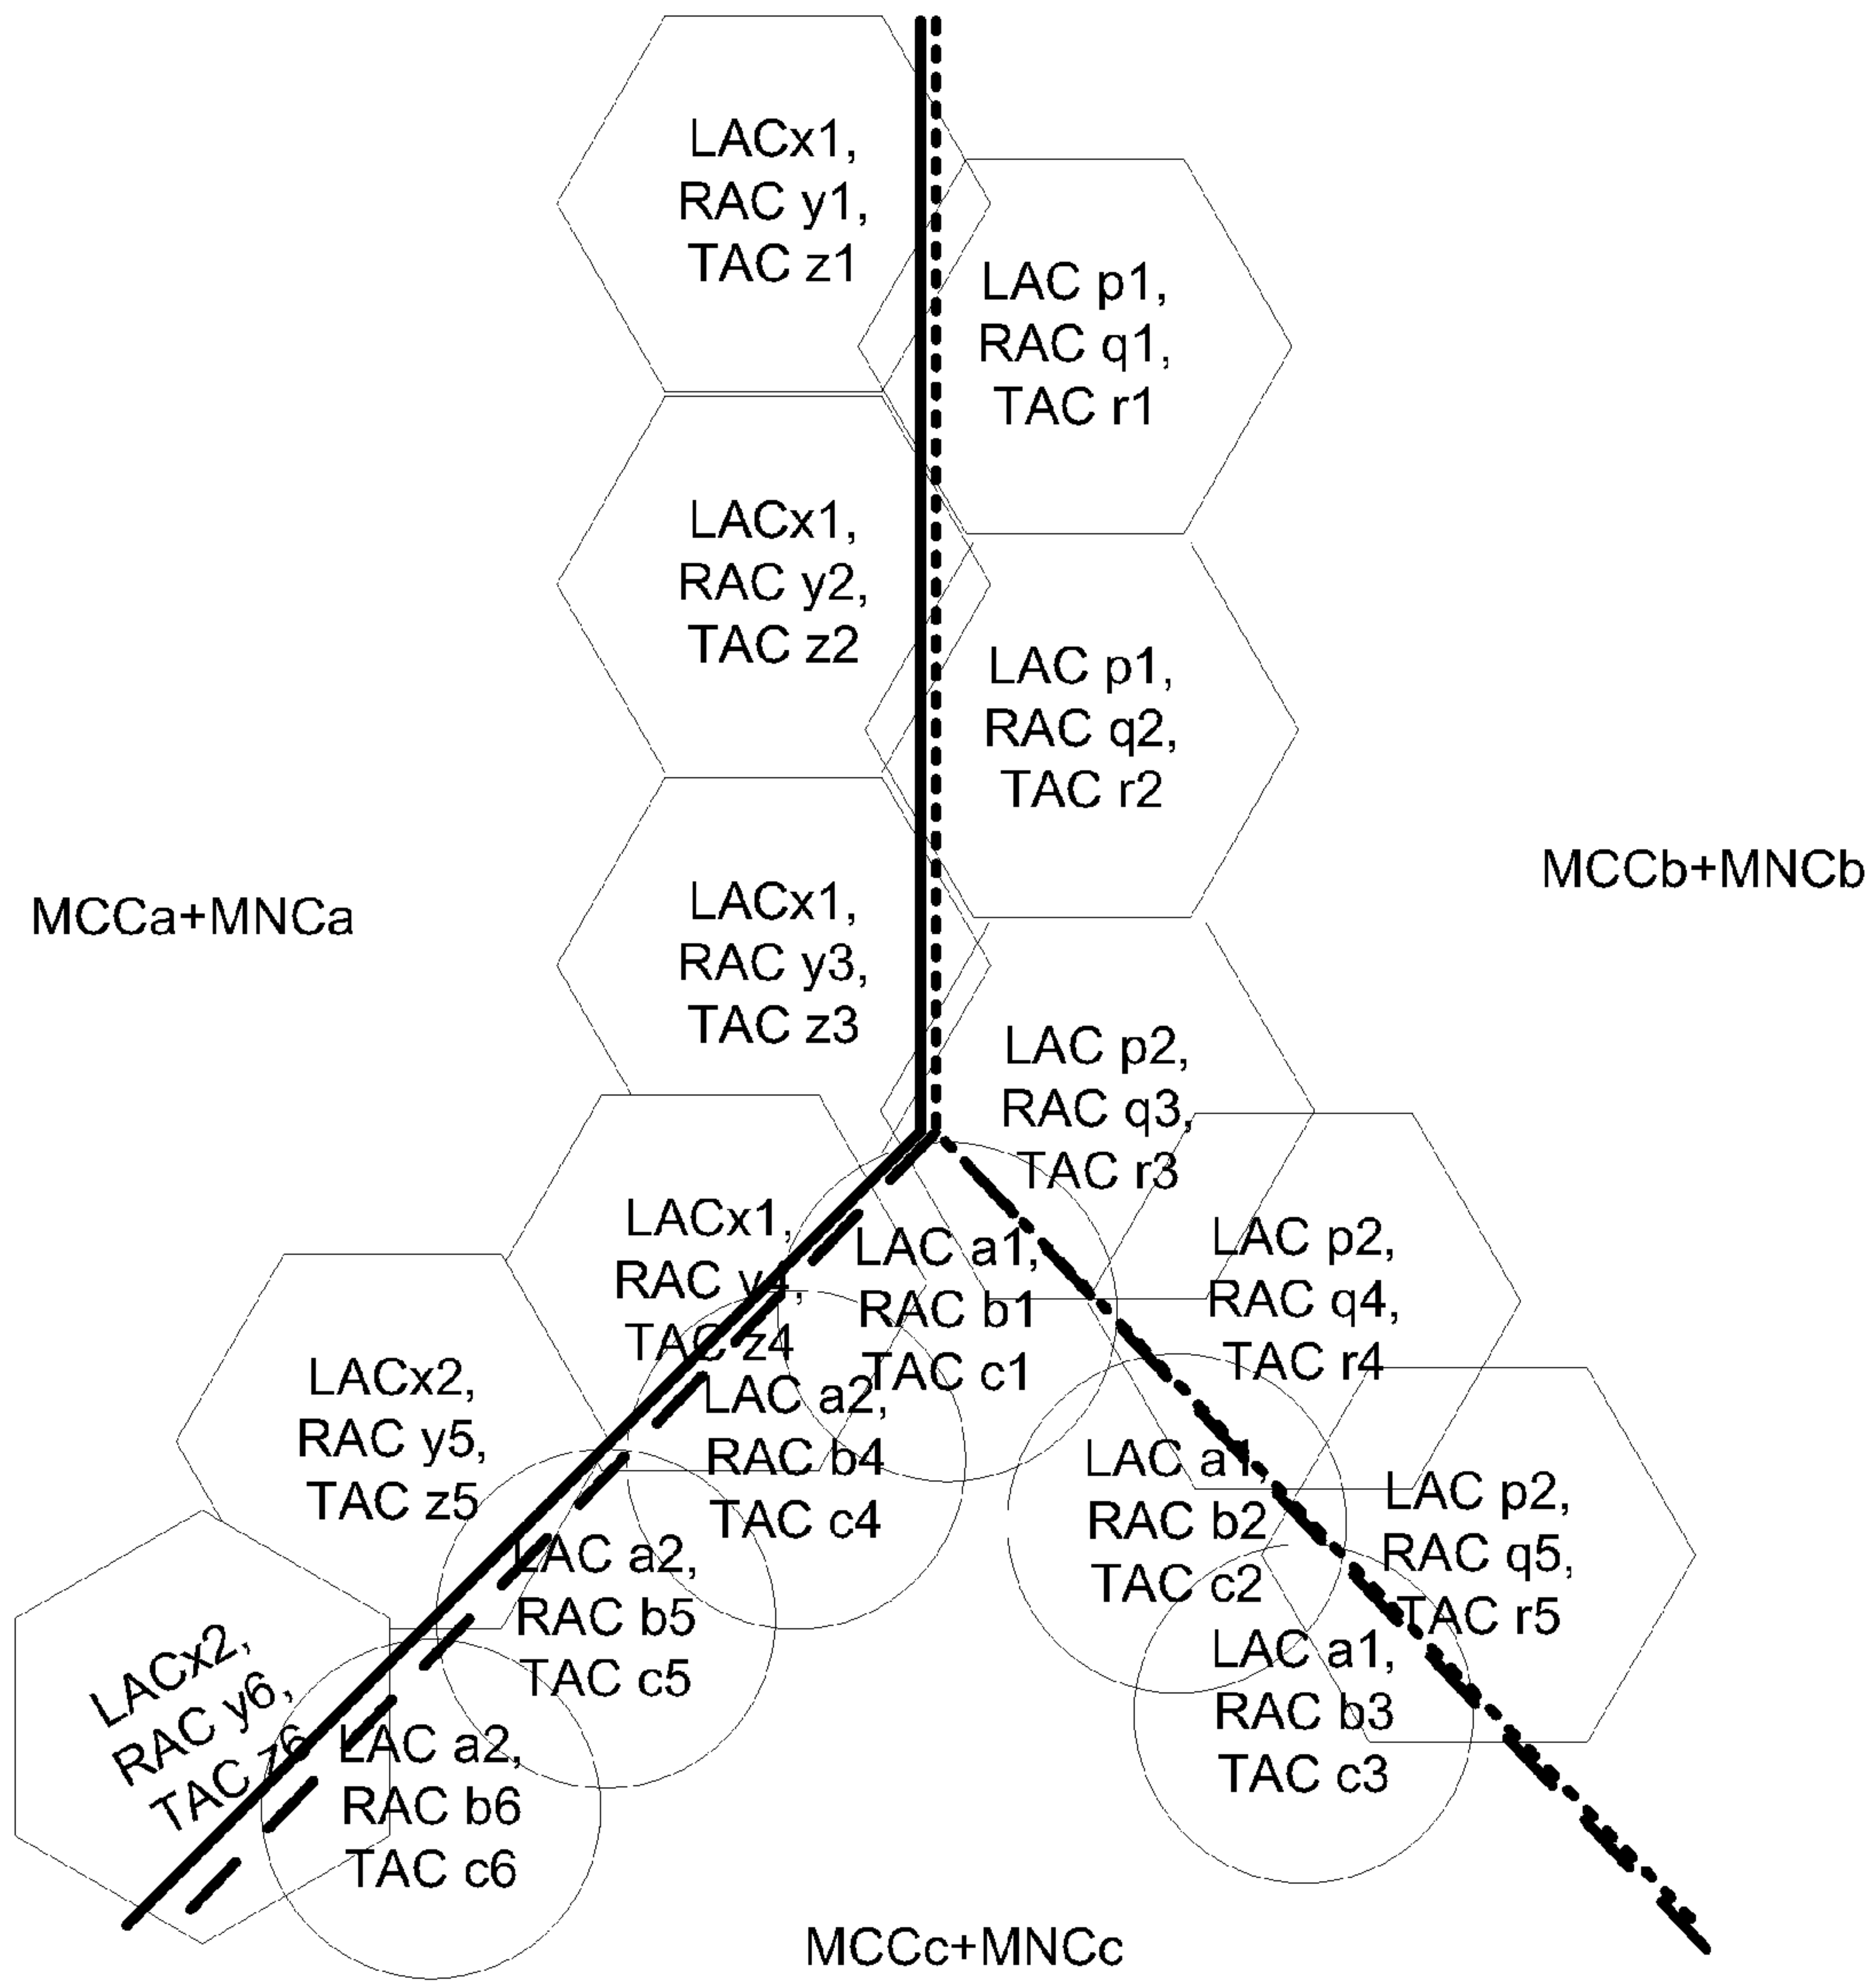 LACx1,
RAC y1,
TAC z1
LAC p1,
RAC q1,
TAC r1
LACx1,
RAC y2,
TAC z2
LAC p1,
RAC q2,
TAC r2
MCCa+MNCa
MCCb+MNCb
LACx1,
RAC y3,
TAC z3
LAC p2,
RAC q3,
TAC r3
LACx1,
RAC y4,
TAC z4
LAC a1,
RAC b1
TAC c1
LAC p2,
RAC q4,
TAC r4
LACx2,
RAC y5,
TAC z5
LAC a2,
RAC b4
TAC c4
LAC a1,
RAC b2
TAC c2
LAC p2,
RAC q5,
TAC r5
LAC a2,
RAC b5
TAC c5
LACx2,
RAC y6,
TAC z6
LAC a2,
RAC b6
TAC c6
LAC a1,
RAC b3
TAC c3
MCCc+MNCc